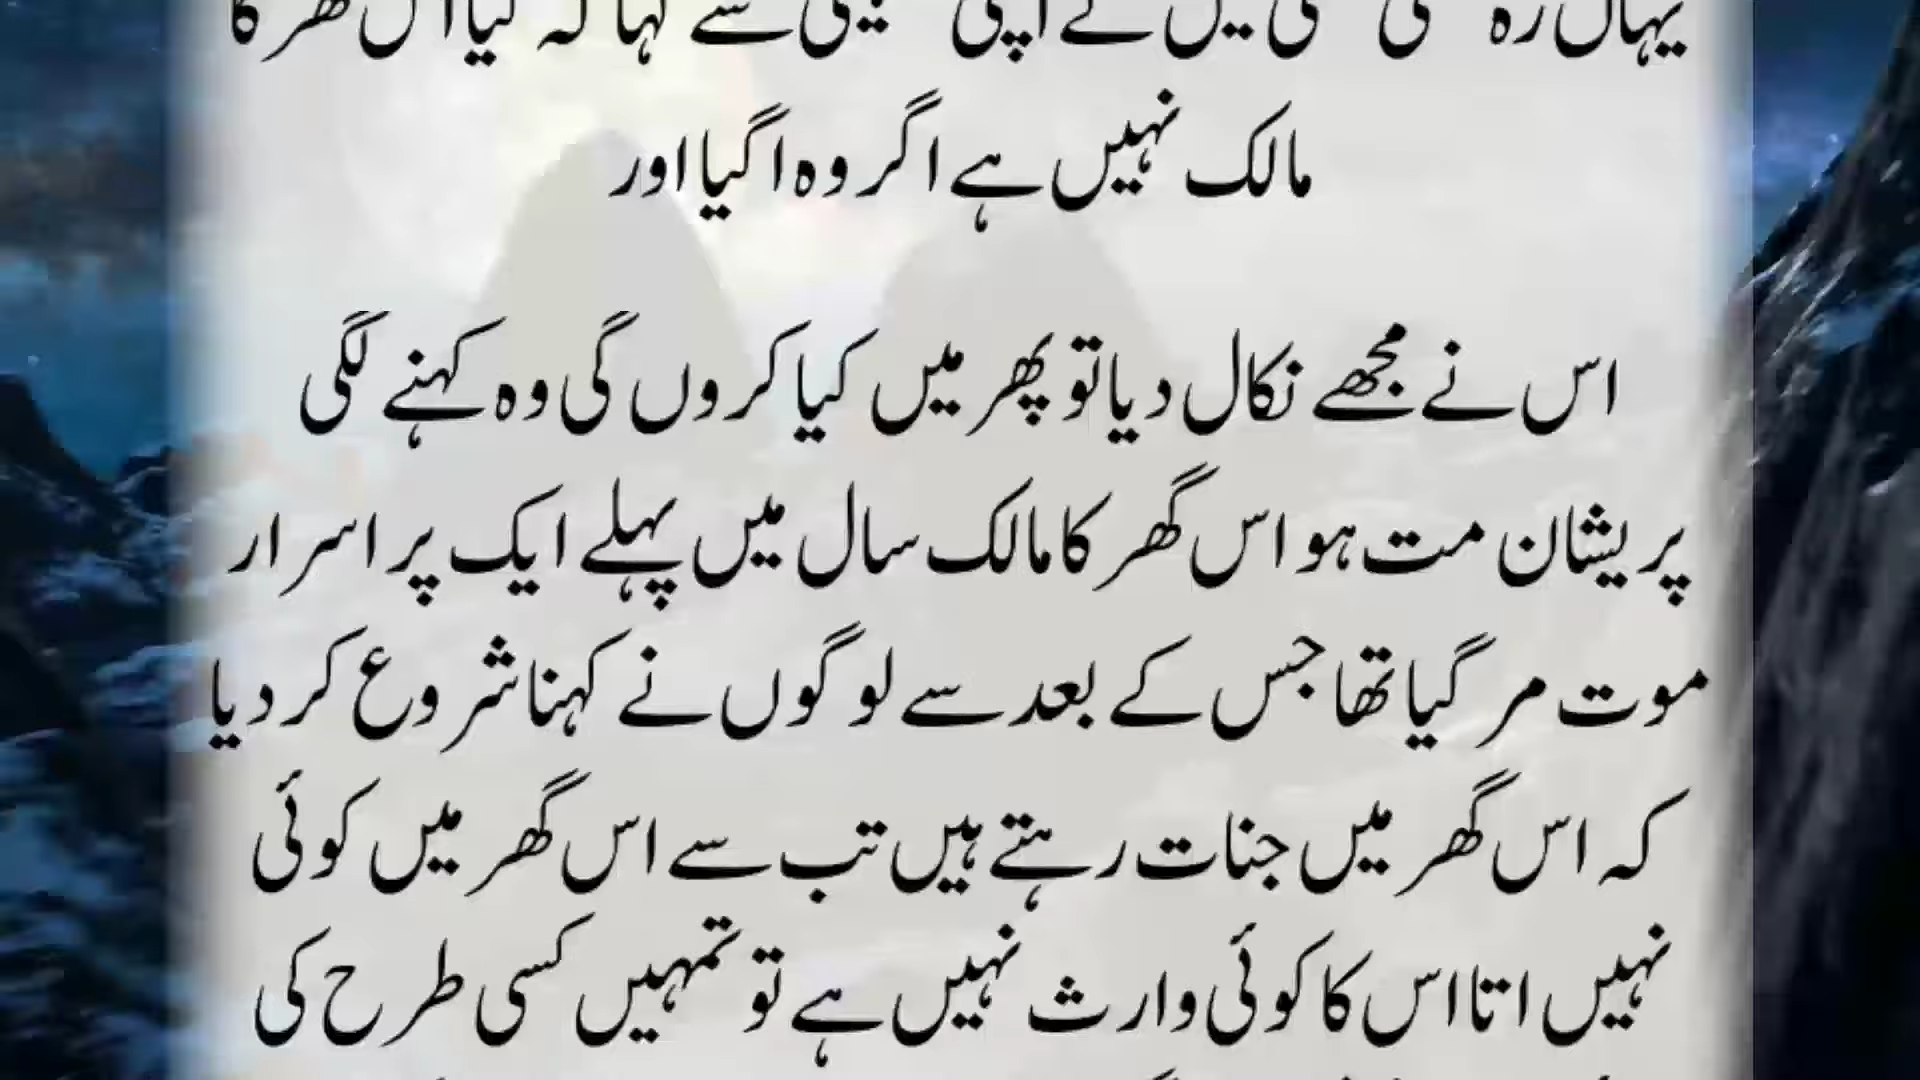 یہاں رہ سکتی تھی میں نے اپنی سہیلی سے کہا کہ کیا اس گھر کا
مالک نہیں ہے اگر وہ اگیا اور
اس نے مجھے نکال دیا تو پھر میں کیا کروں گی وہ کہنے لگی
پریشان مت ہو اس گھر کا مالک سال میں پہلے ایک پر اسرار
موت مر گیا تھا جس کے بعد سے لوگوں نے کہنا شروع کر دیا
کہ اس گھر میں جنات رہتے ہیں تب سے اس گھر میں کوئی
نہیں اتا اس کا کوئی وارث نہیں ہے تو تمہیں کسی طرح کی